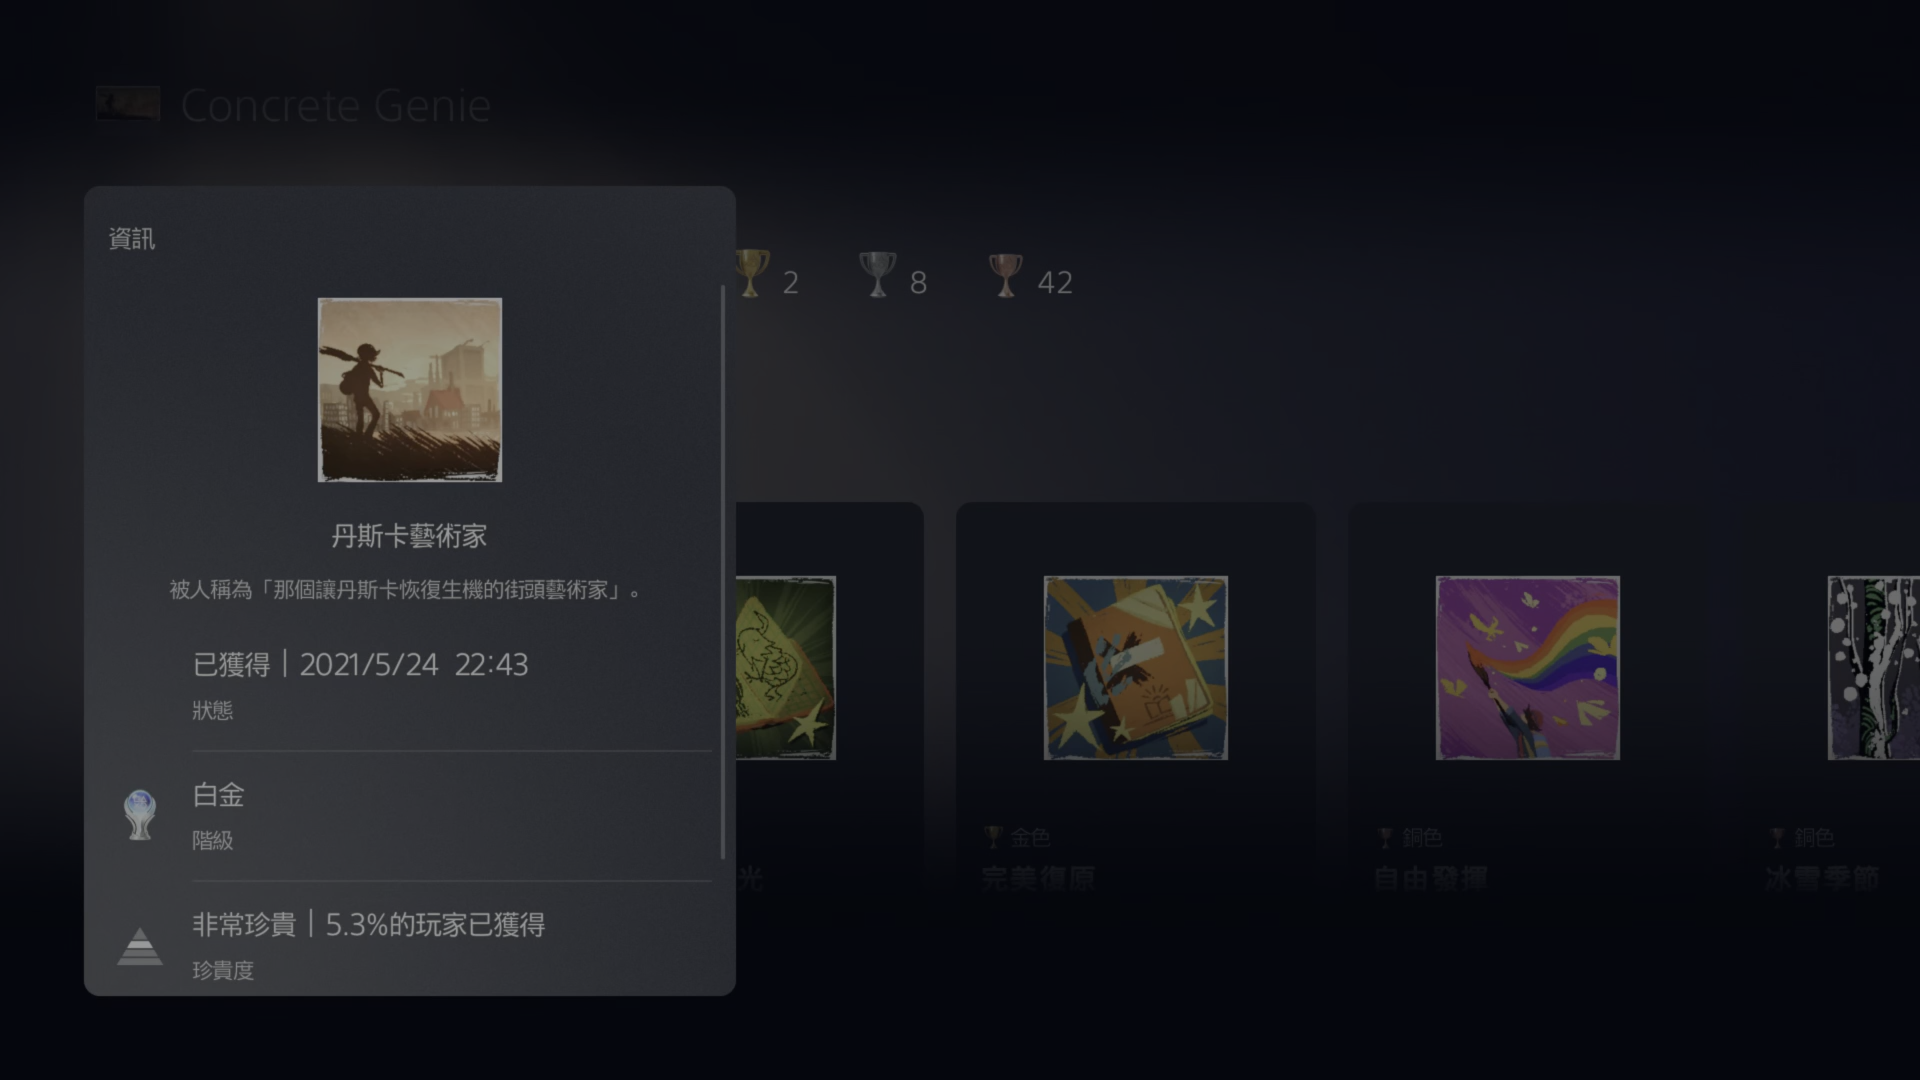 Concrete Genie
資訊
2
8
42
丹斯卡藝術家
被人稱為「那個讓丹斯卡恢復生機的街頭藝術家」。
已獲得｜2021/5/24 22:43
狀態
白金
階級
非常珍貴｜5.3%的玩家已獲得
珍貴度
光
金色
完美復原
銅色
自由發揮
銅色
冰雪季節